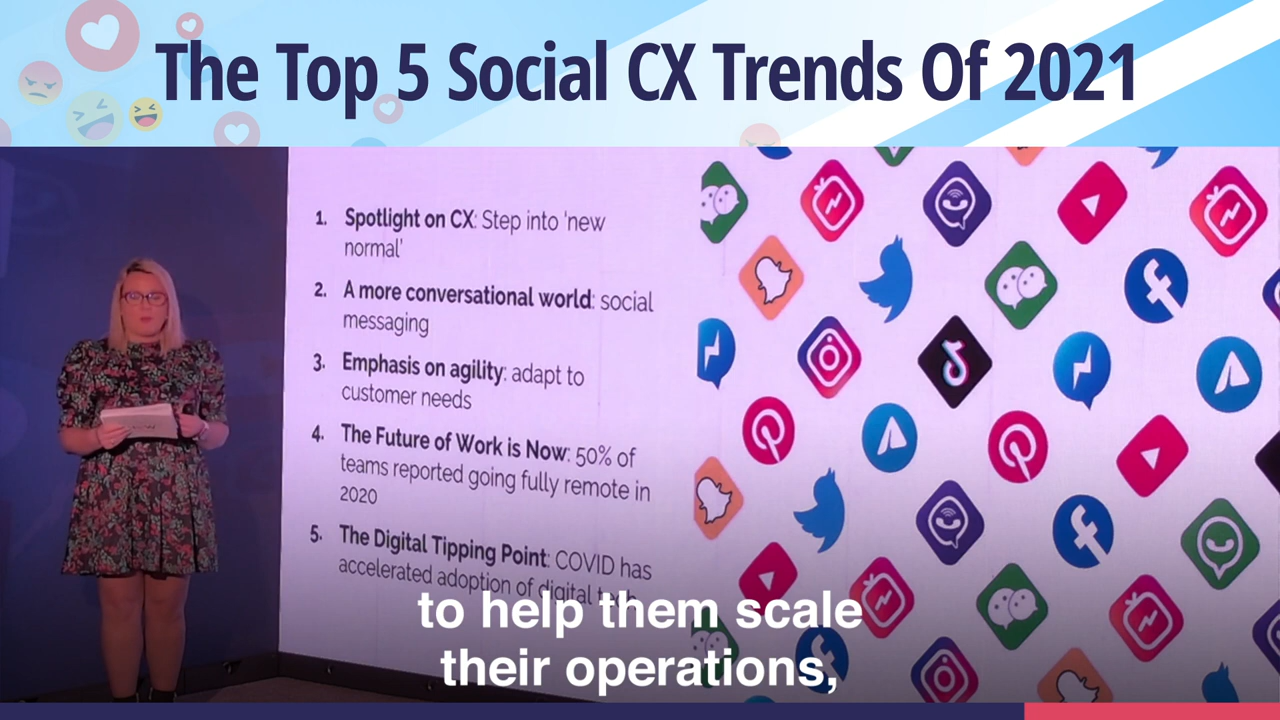 The Top 5 Social CX Trends Of 2021
1. Spotlight on CX: Step into 'new
normal'
2. A more conversational world: social
messaging
3. Emphasis on agility: adapt to
customer needs
4. The Future of Work is Now: 50% of
teams reported going fully remote in
2020
5. The Digital Tipping Point: COVID has
accelerated adoption of digital
to help them scale
their operations,